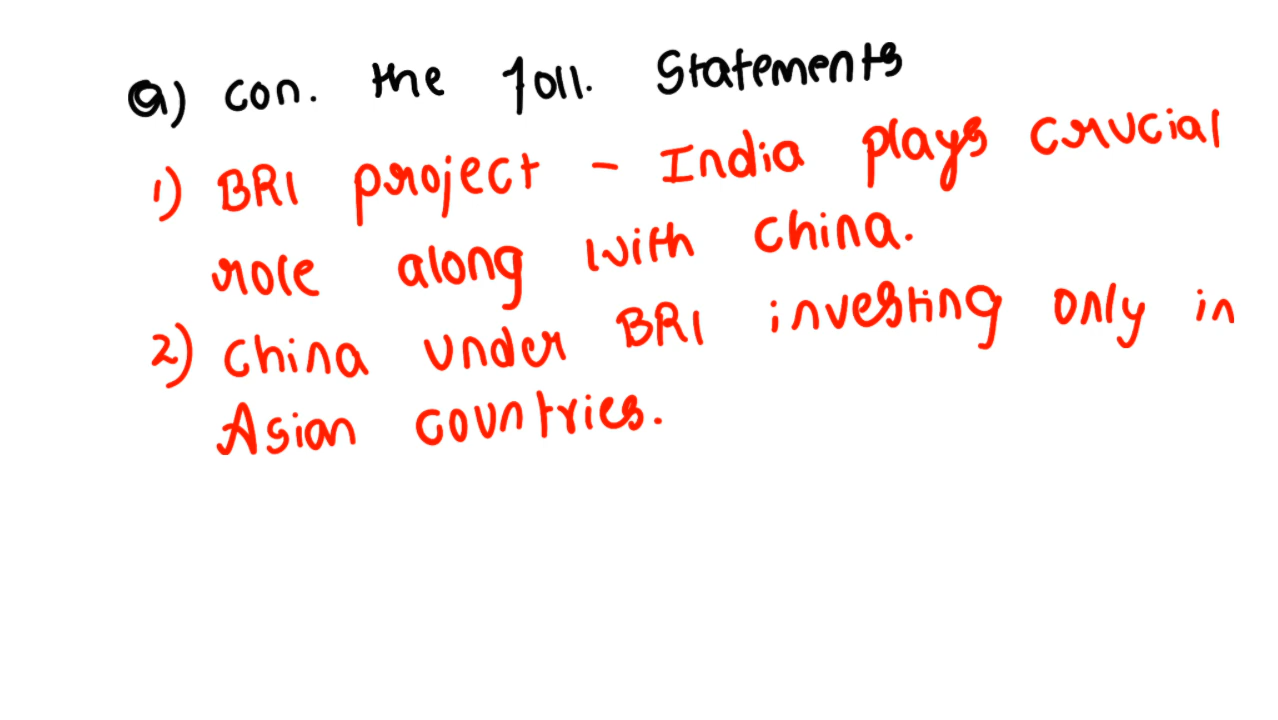 Q) con. the foll. Statements
1) BRI project - India plays crucial
role along with china.
2) china under BRI investing only in
Asian countries.